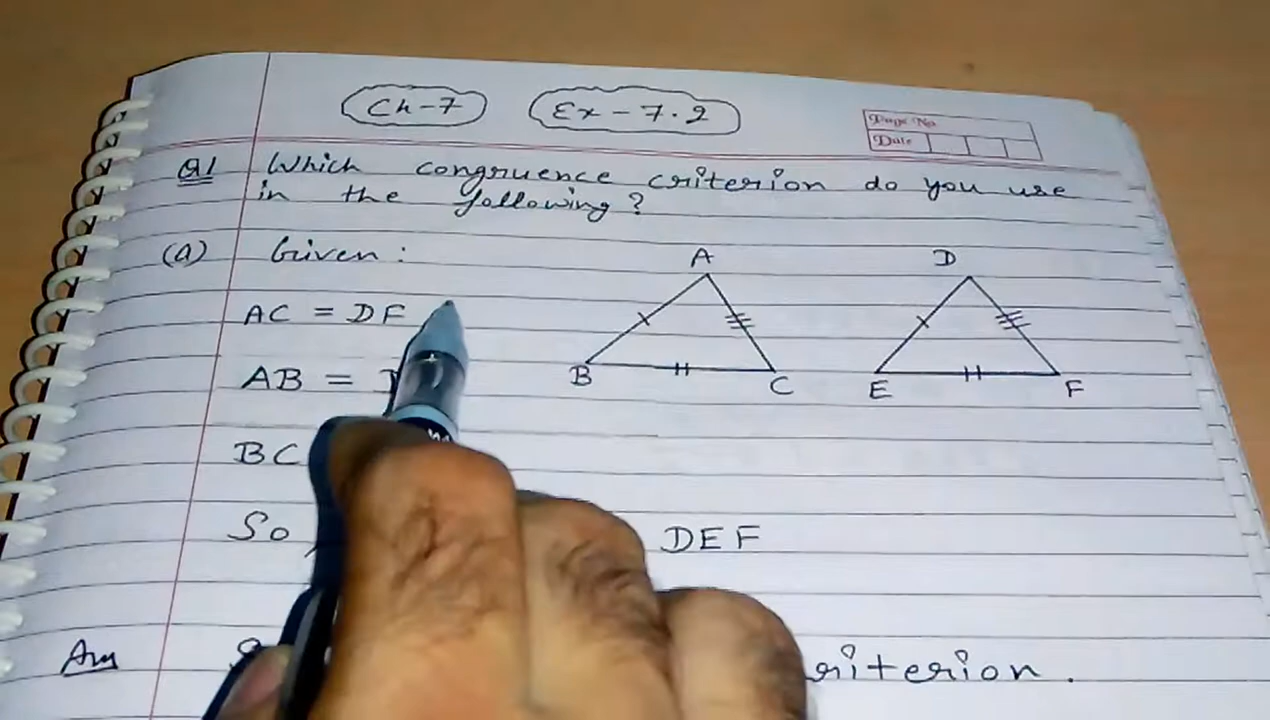 Ch-7 Ex-7.2
Page No.
Date
Q1 Which congruence criterion do you use
in the following?
(a) Given:
A D
AC = DF
AB =
B C E F
BC
So, DEF
Ans riterion.